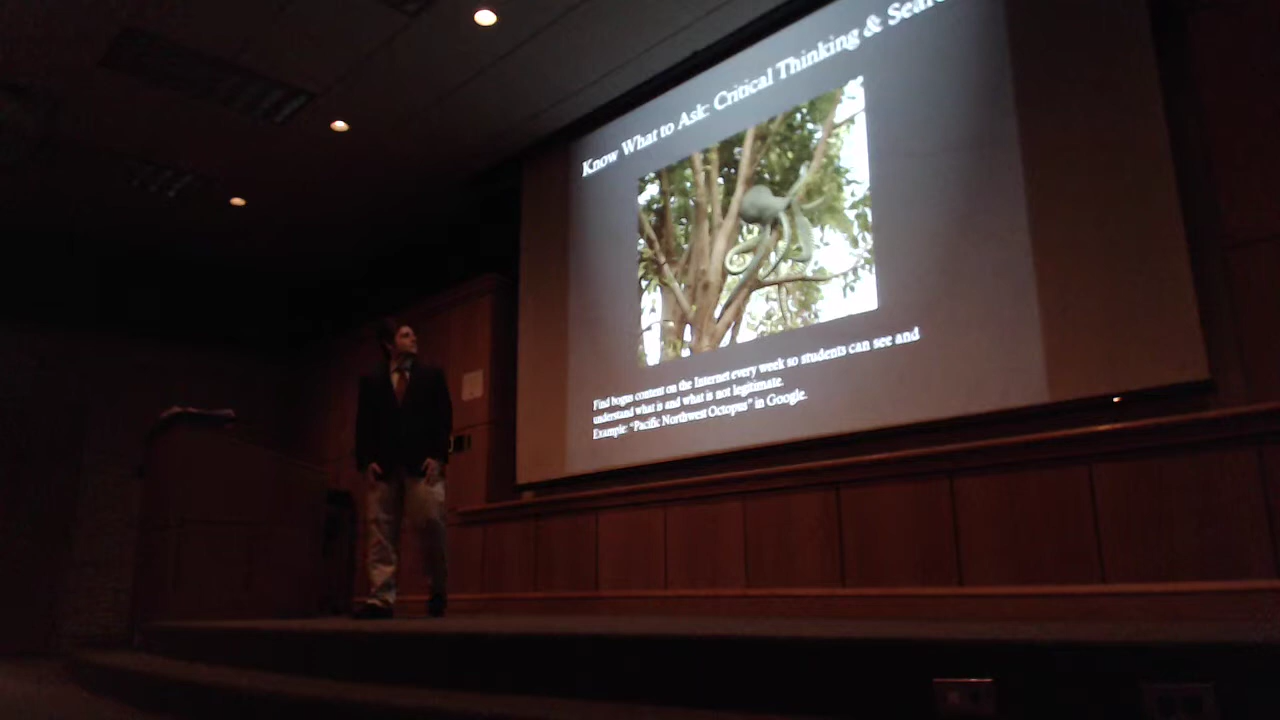 Know What to Ask: Critical Thinking & Sear
Find bogus content on the Internet every week so students can see and
understand what is and what is not legitimate.
Example: “Pacific Northwest Octopus” in Google.